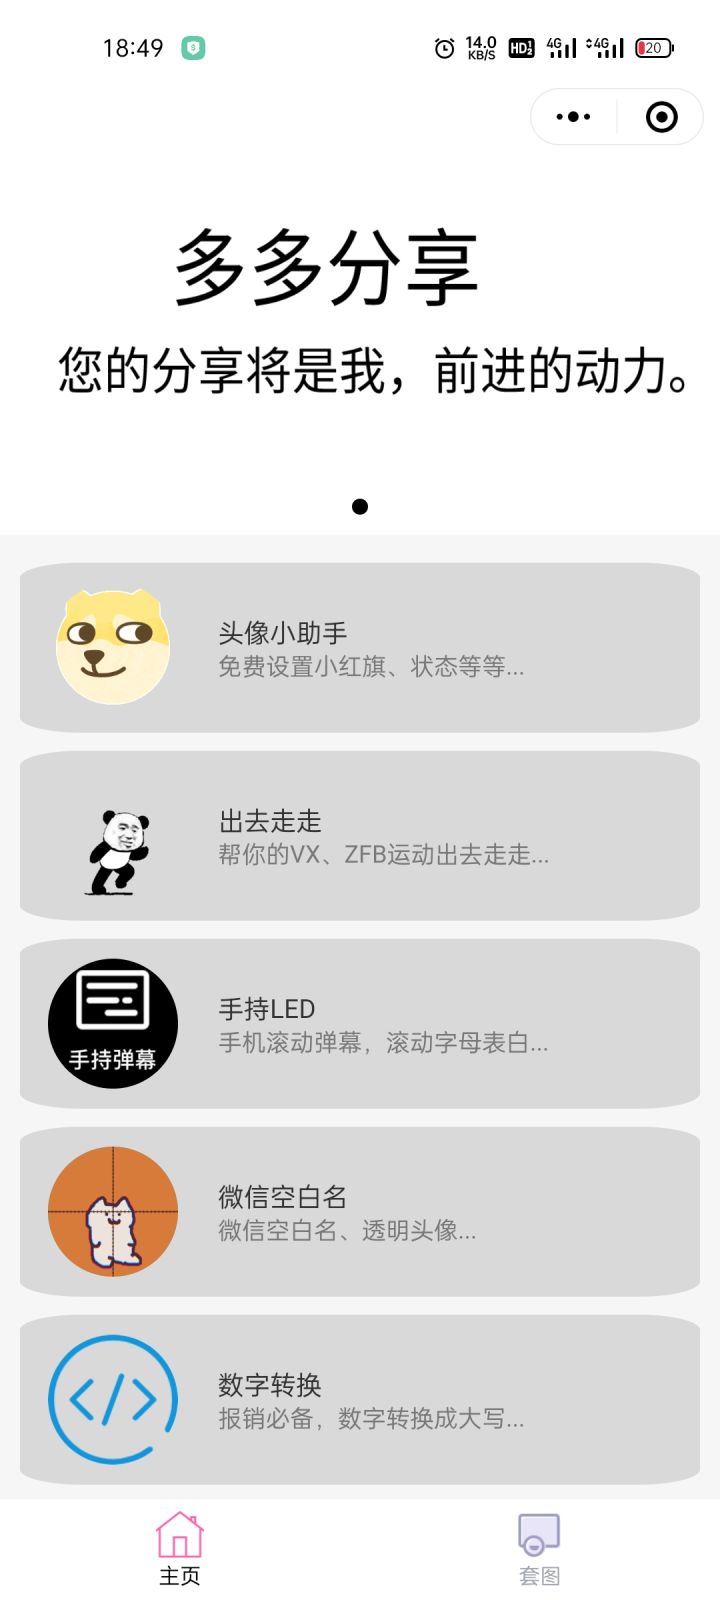 18:49
14.0
KB/S
HD
4G
4G
20
多多分享
您的分享将是我，前进的动力。
头像小助手
免费设置小红旗、状态等等...
出去走走
帮你的VX、ZFB运动出去走走...
手持LED
手机滚动弹幕，滚动字母表白...
手持弹幕
微信空白名
微信空白名、透明头像...
数字转换
报销必备，数字转换成大写...
主页
套图